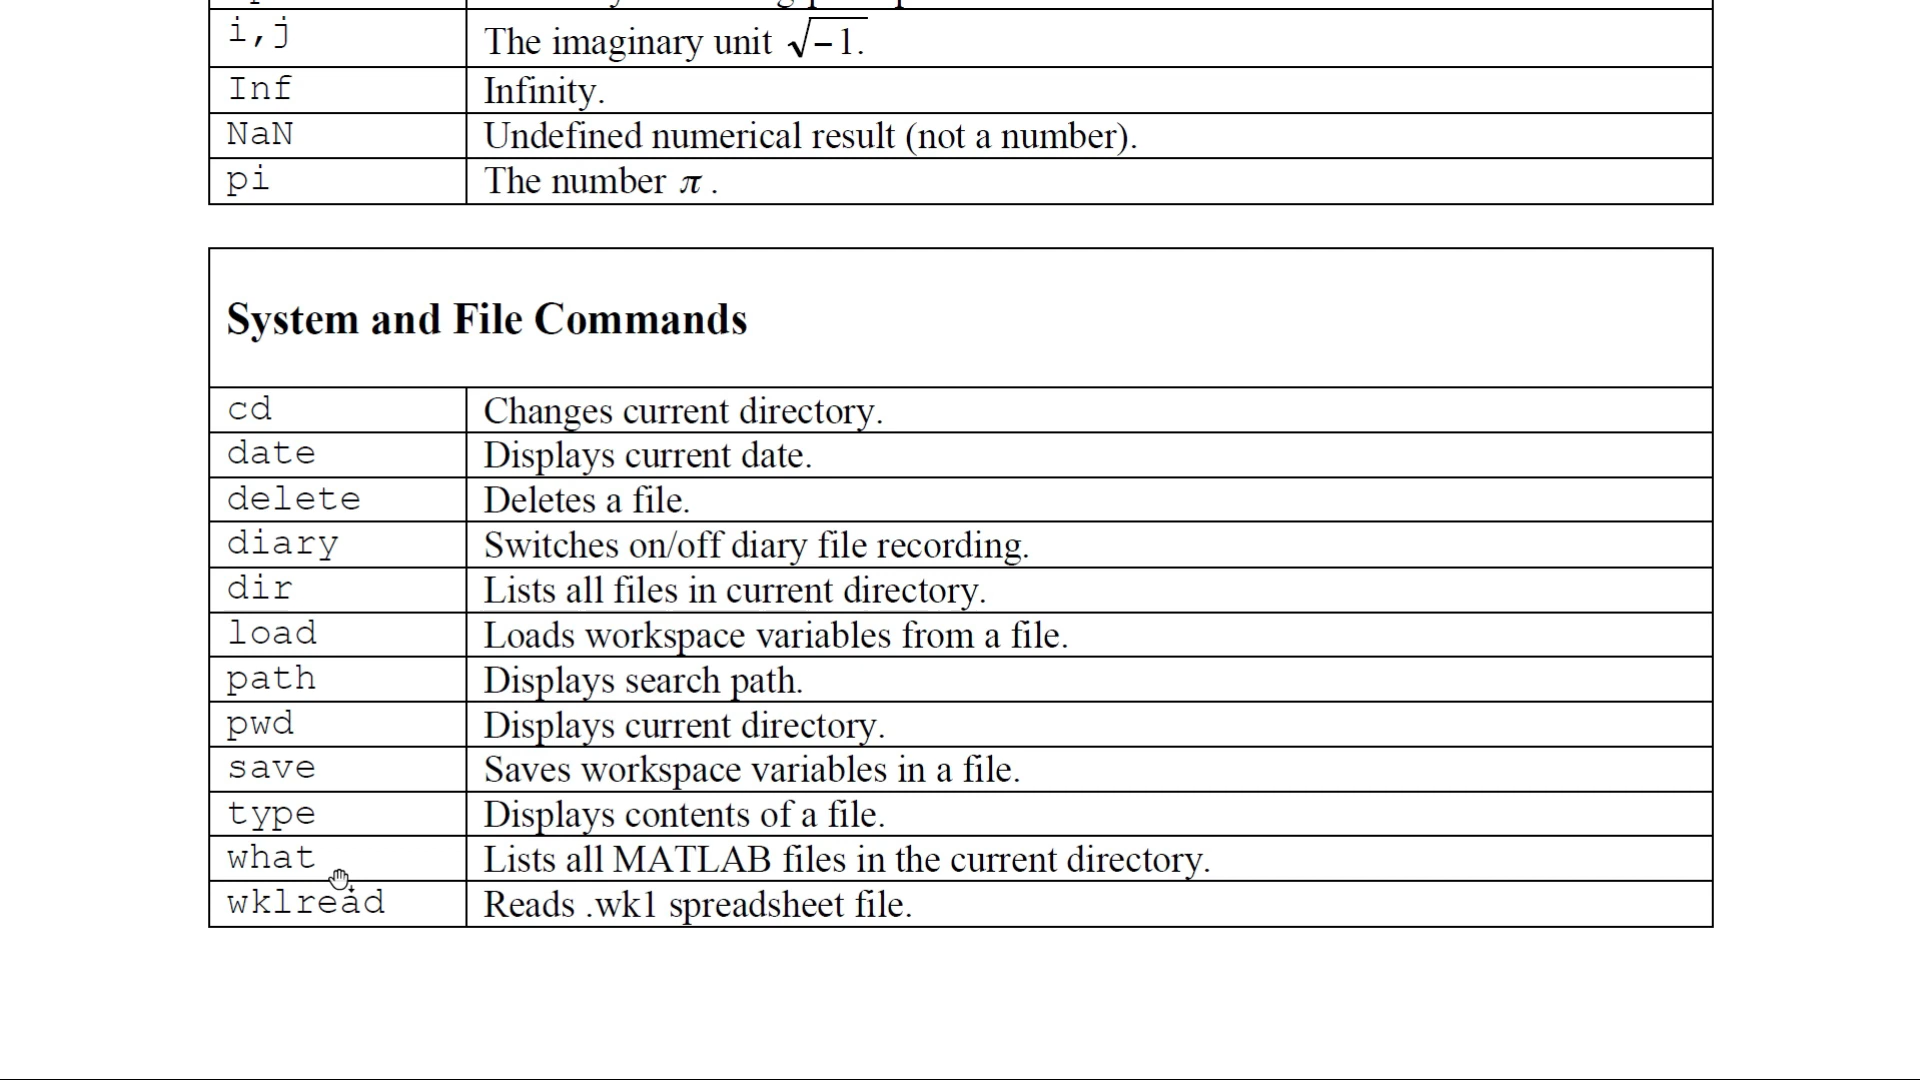 i,j The imaginary unit √−1.
Inf Infinity.
NaN Undefined numerical result (not a number).
pi The number π .
System and File Commands
cd Changes current directory.
date Displays current date.
delete Deletes a file.
diary Switches on/off diary file recording.
dir Lists all files in current directory.
load Loads workspace variables from a file.
path Displays search path.
pwd Displays current directory.
save Saves workspace variables in a file.
type Displays contents of a file.
what Lists all MATLAB files in the current directory.
wklread Reads .wk1 spreadsheet file.